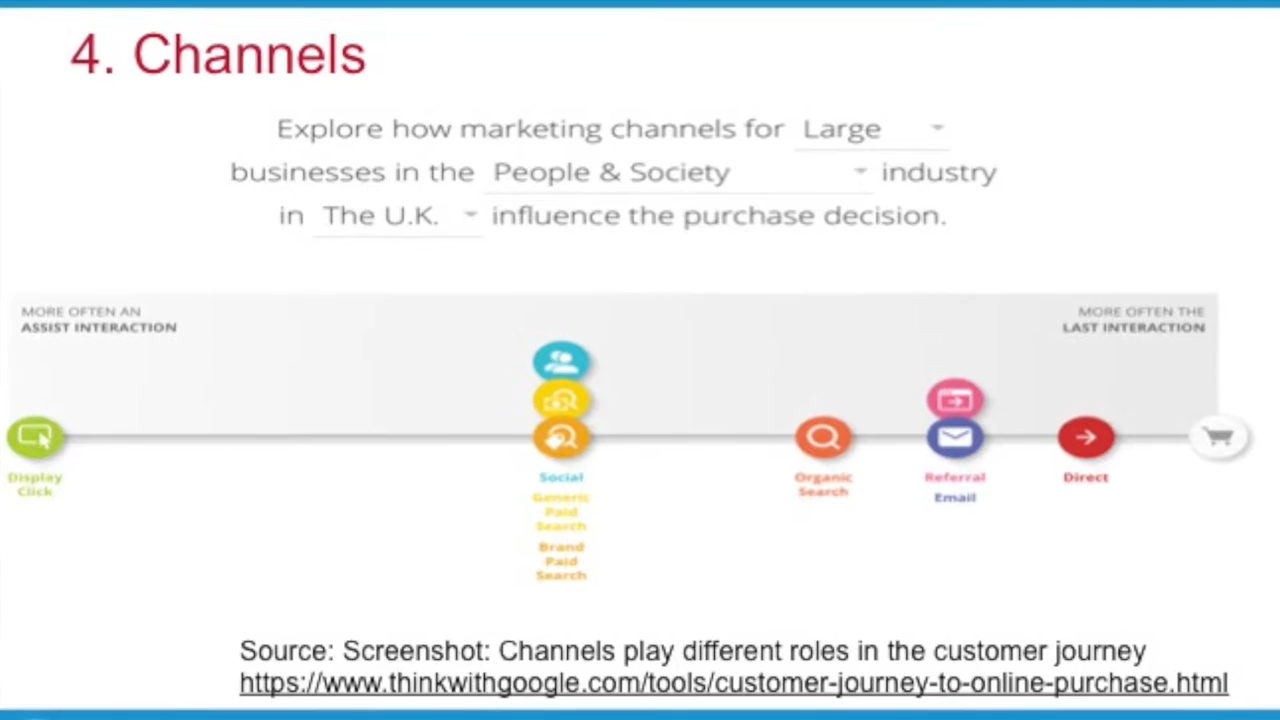 4. Channels
Explore how marketing channels for Large
businesses in the People & Society industry
in The U.K. influence the purchase decision.
MORE OFTEN AN
ASSIST INTERACTION
MORE OFTEN THE
LAST INTERACTION
Display
Click
Social
Generic
Paid
Search
Brand
Paid
Search
Organic
Search
Referral
Email
Direct
Source: Screenshot: Channels play different roles in the customer journey
https://www.thinkwithgoogle.com/tools/customer-journey-to-online-purchase.html